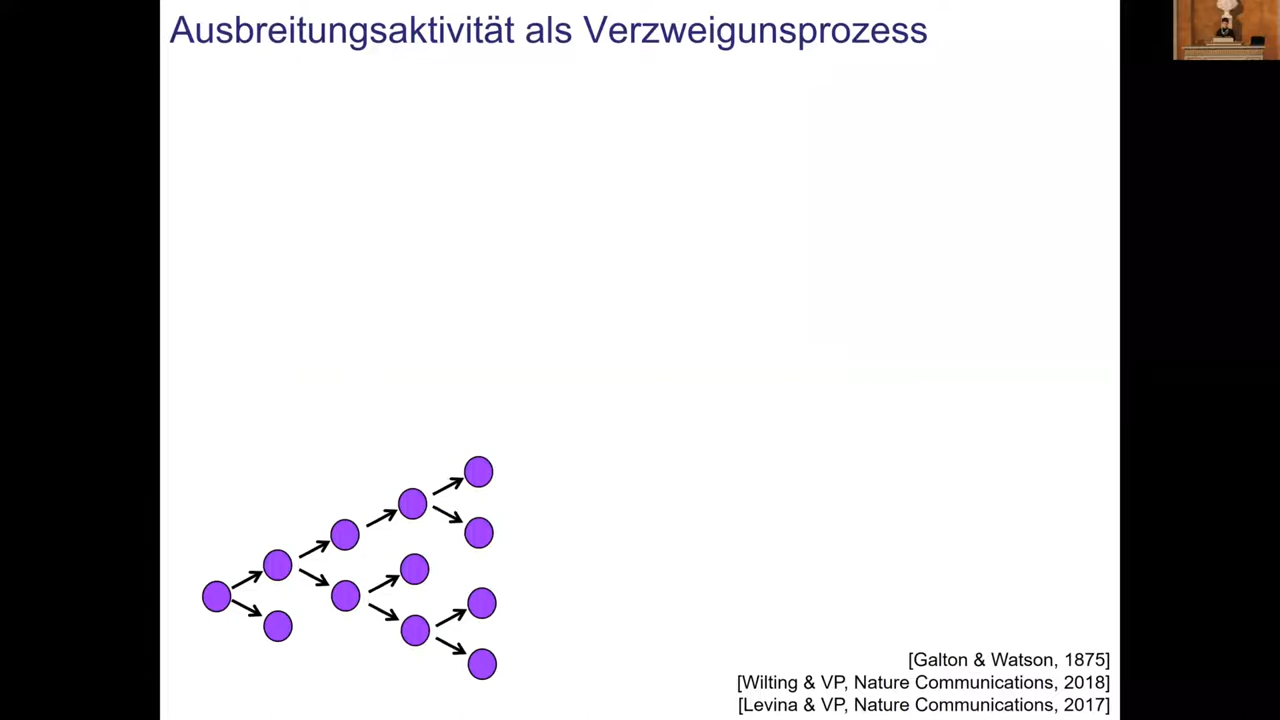 Ausbreitungsaktivität als Verzweigunsprozess
[Galton & Watson, 1875]
[Wilting & VP, Nature Communications, 2018]
[Levina & VP, Nature Communications, 2017]